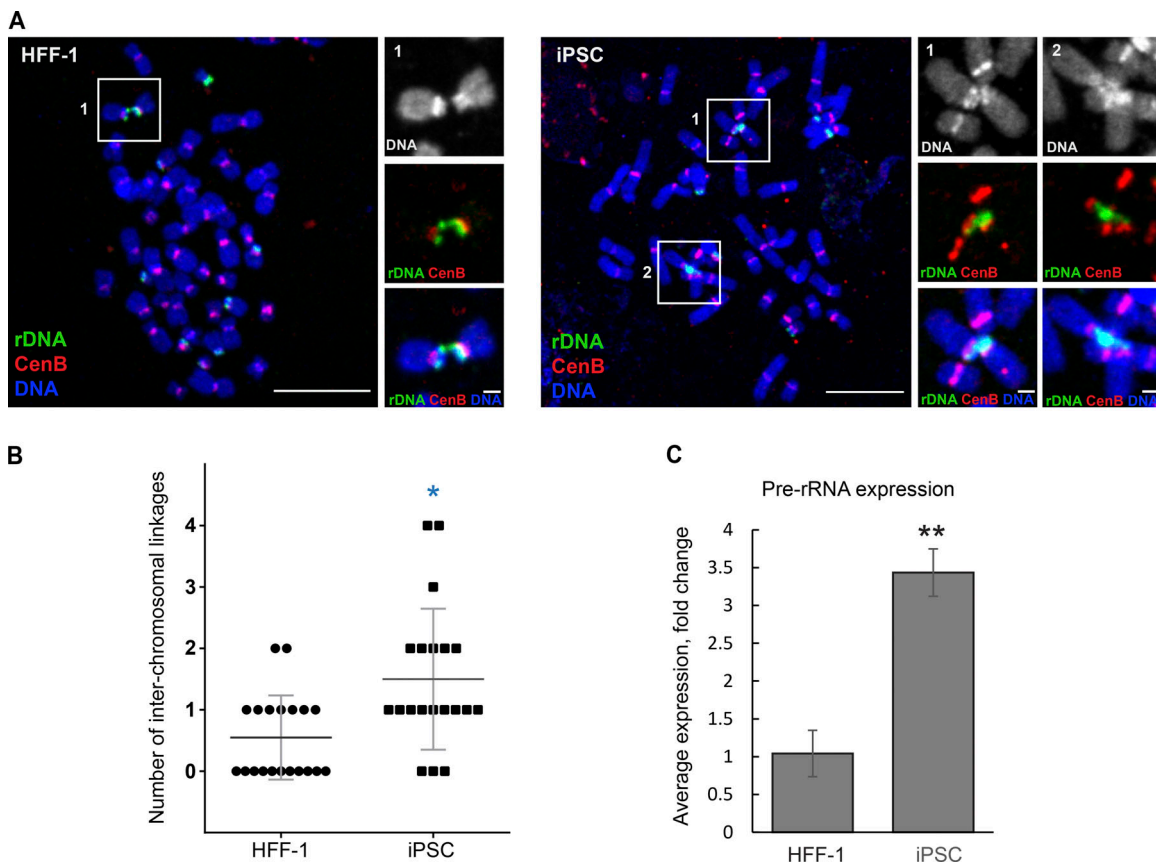 A
HFF-1
1
rDNA
CenB
DNA
1
DNA
rDNA CenB
rDNA CenB DNA
iPSC
1
2
rDNA
CenB
DNA
1
DNA
2
DNA
rDNA CenB
rDNA CenB
rDNA CenB DNA
rDNA CenB DNA
B
Number of inter-chromosomal linkages
4
3
2
1
0
*
HFF-1
iPSC
C
Pre-rRNA expression
Average expression, fold change
4
3.5
3
2.5
2
1.5
1
0.5
0
**
HFF-1
iPSC